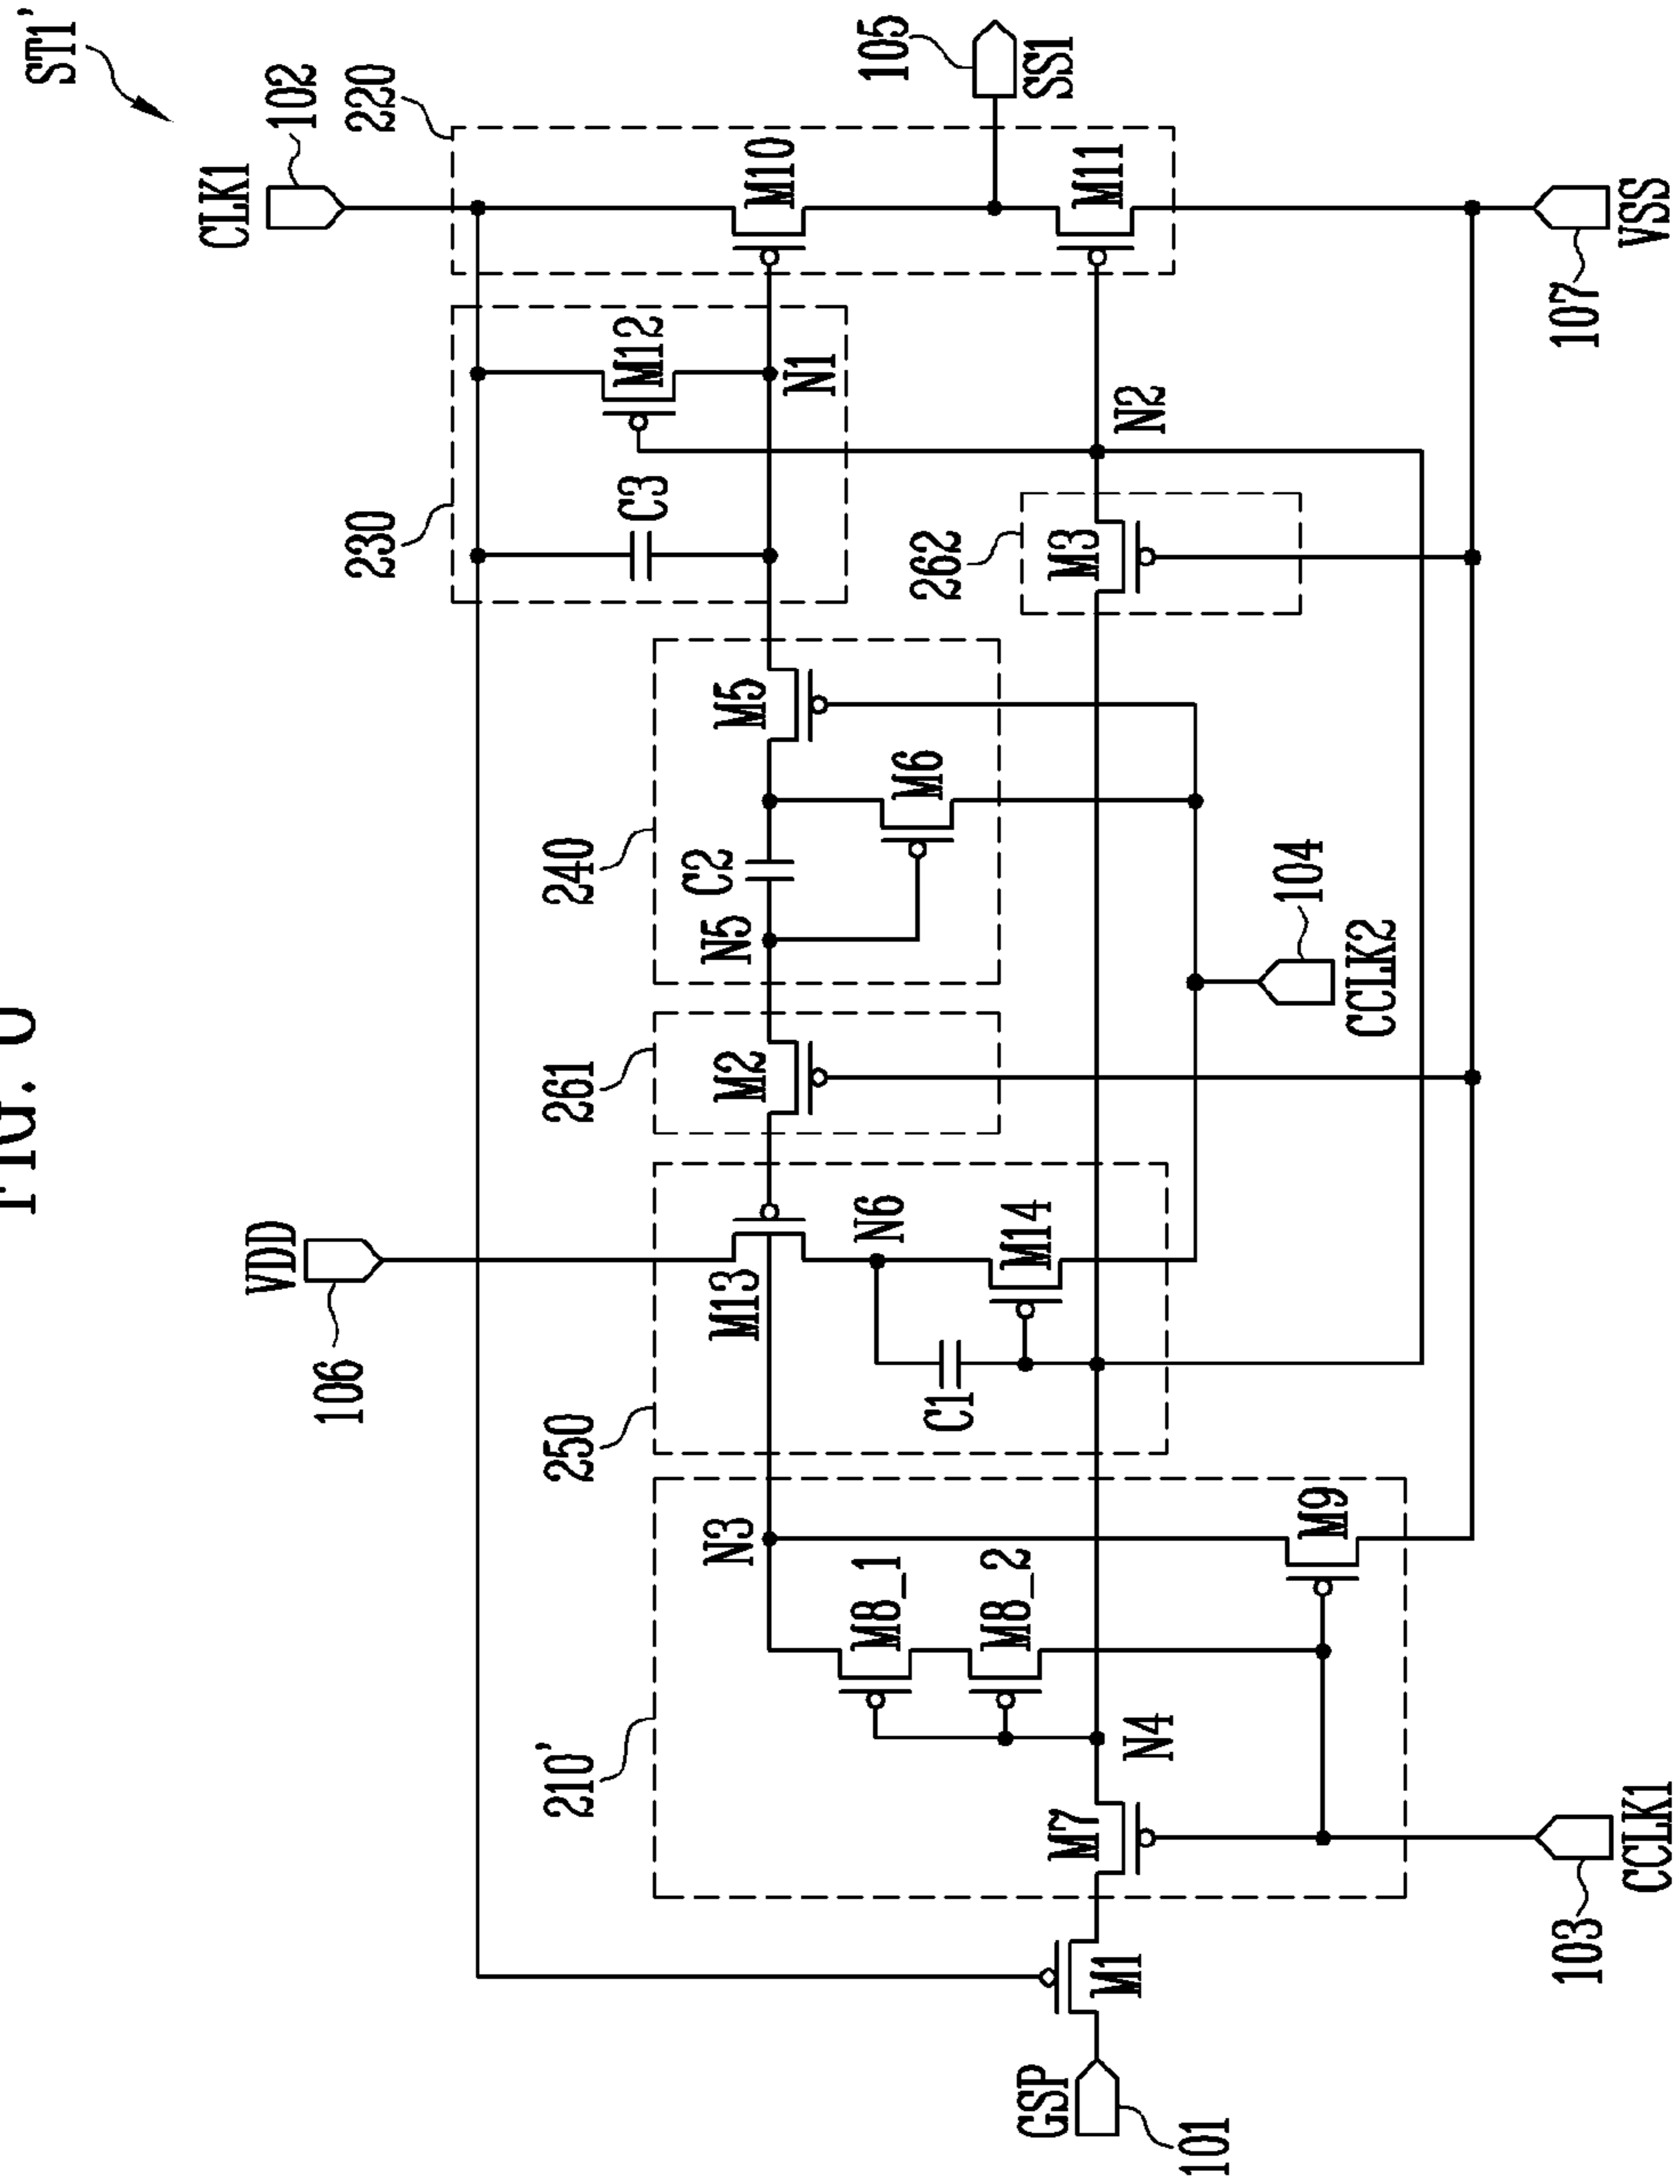 ST1'
CLK1
102
220
105
SS1
M10
M11
VSS
107
230
M12
N1
C3
N2
262
M3
240
M5
M6
C2
N5
104
CCLK2
261
M2
VDD
106
250
M13
N6
M14
C1
210'
N3
M8_1
M8_2
M9
N4
M7
CCLK1
103
M1
GSP
101